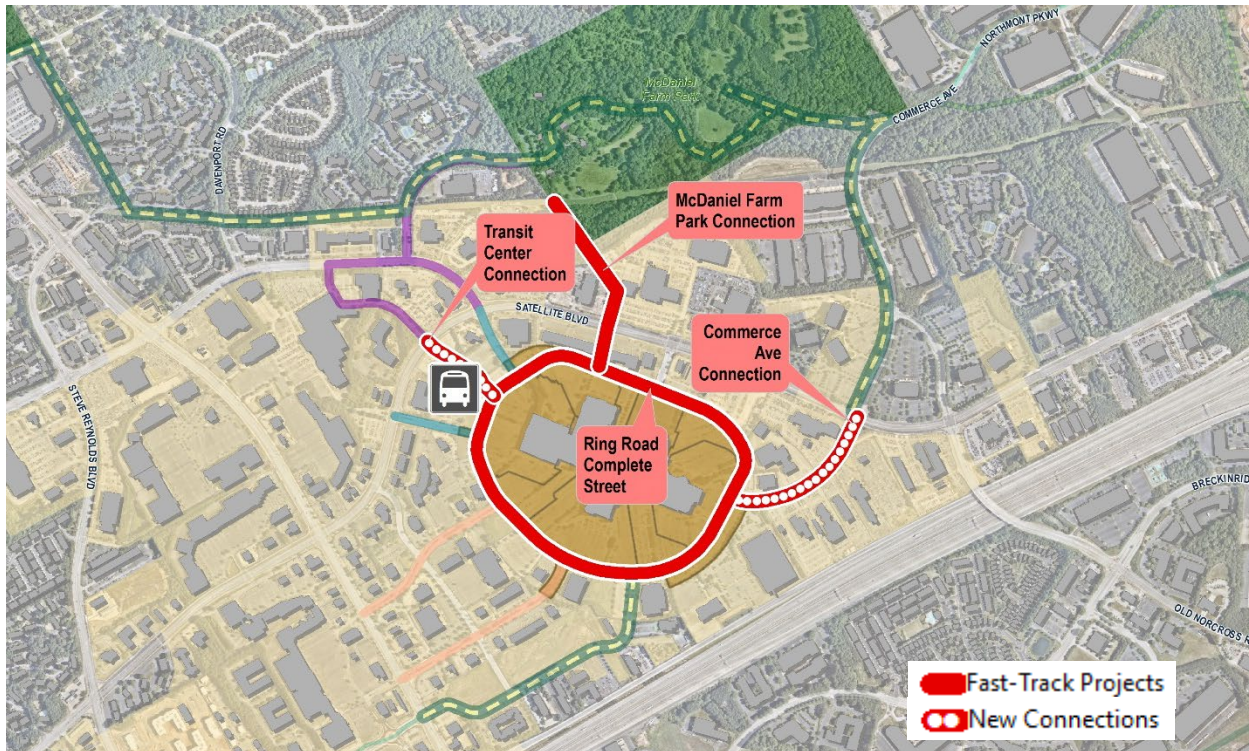 NORTHMONT PKWY
McDaniel
Farm Park
COMMERCE AVE
DAVENPORT RD
McDaniel Farm
Park Connection
Transit
Center
Connection
SATELLITE BLVD
Commerce
Ave
Connection
STEVE REYNOLDS BLVD
Ring Road
Complete
Street
BRECKINRID
OLD NORCROSS R
Fast-Track Projects
New Connections